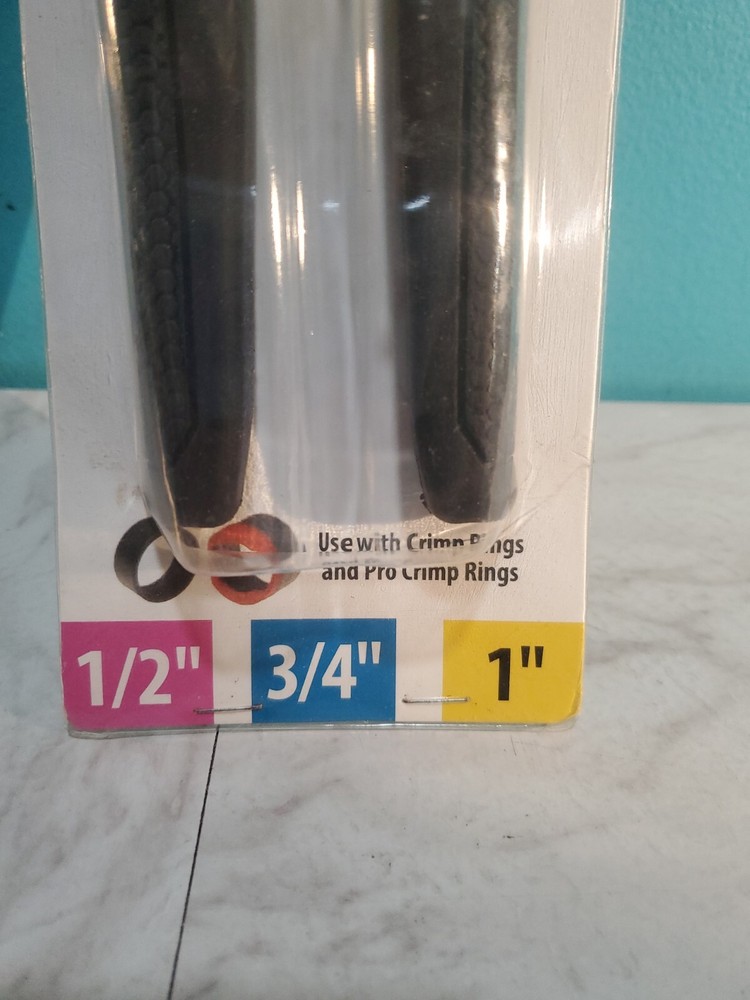 Use with Crimp Rings
and Pro Crimp Rings
1/2"
3/4"
1"